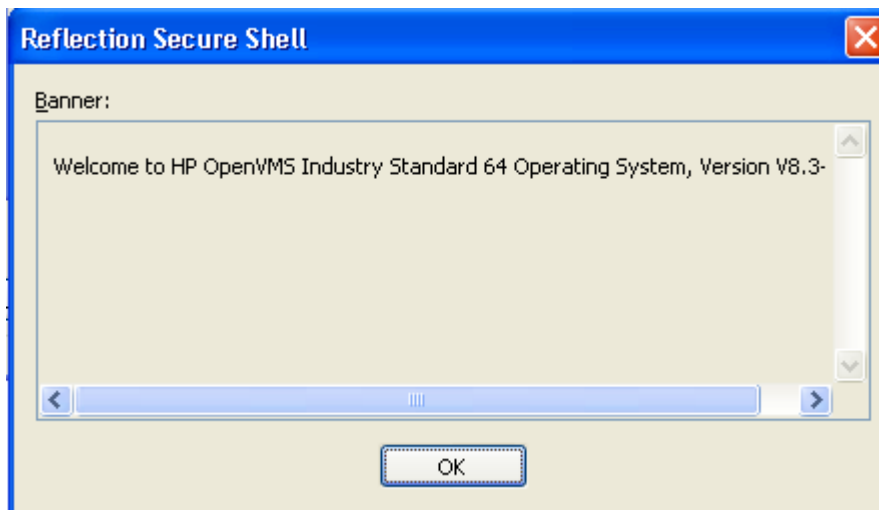 Reflection Secure Shell
Banner:
Welcome to HP OpenVMS Industry Standard 64 Operating System, Version V8.3-
OK